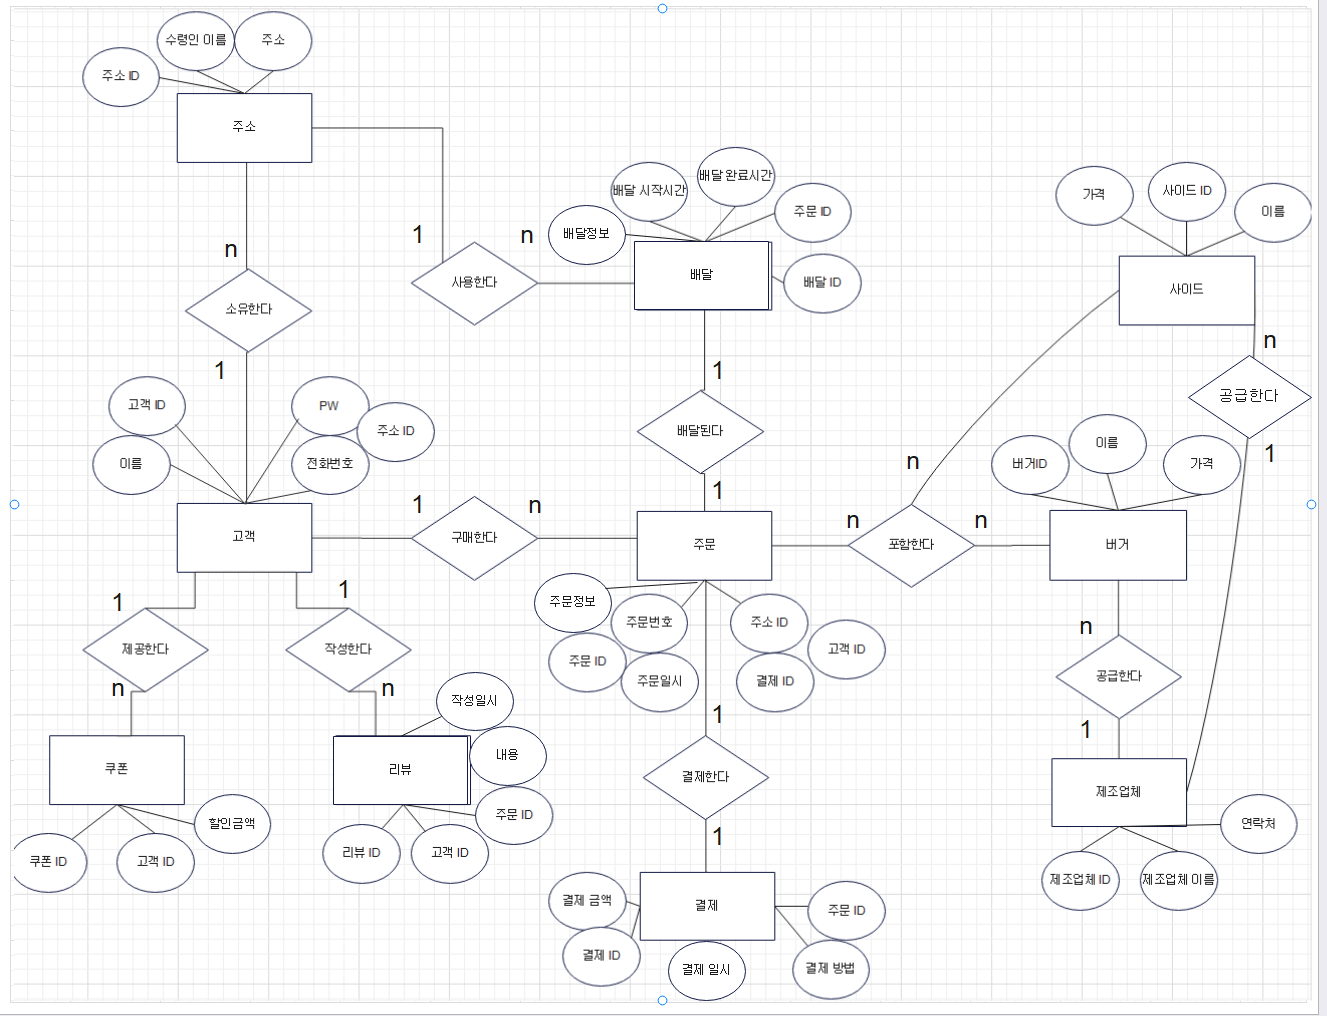 수령인 이름
주소
주소 ID
주소
n
소유한다
1
1
사용한다
n
배달 시작시간
배달 완료시간
배달정보
주문 ID
배달
배달 ID
가격
사이드 ID
이름
사이드
n
공급한다
1
고객 ID
PW
주소 ID
이름
전화번호
고객
1
구매한다
n
1
배달된다
1
주문
n
n
포함한다
n
버거ID
이름
가격
버거
1
제공한다
n
1
작성한다
n
주문정보
주문번호
주소 ID
고객 ID
주문 ID
주문일시
결제 ID
n
공급한다
1
1
결제한다
1
쿠폰
쿠폰 ID
고객 ID
할인금액
작성일시
내용
리뷰
주문 ID
리뷰 ID
고객 ID
제조업체
연락처
제조업체 ID
제조업체 이름
결제 금액
결제
주문 ID
결제 ID
결제 일시
결제 방법